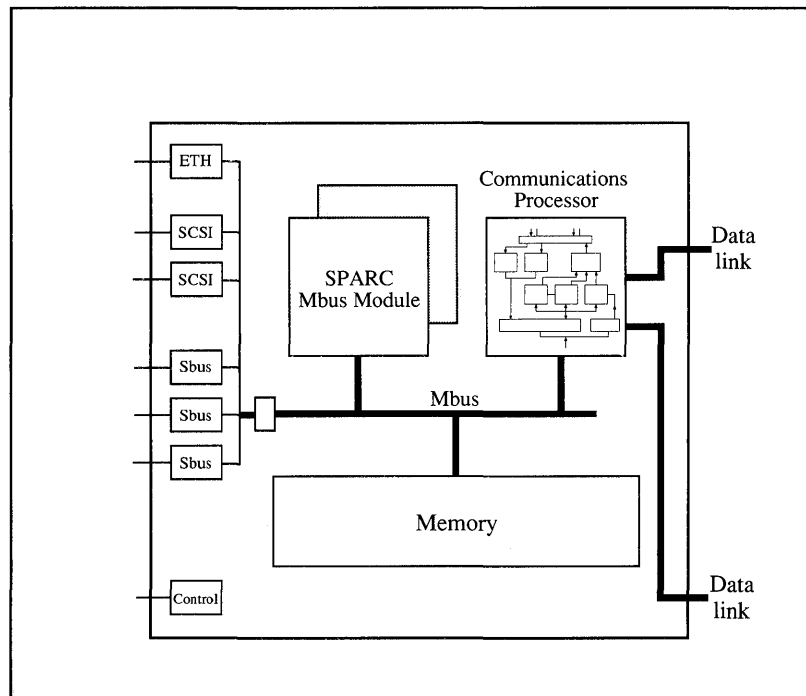 ETH
SCSI
SCSI
Sbus
Sbus
Sbus
Control
SPARC
Mbus Module
Communications
Processor
Mbus
Memory
Data
link
Data
link